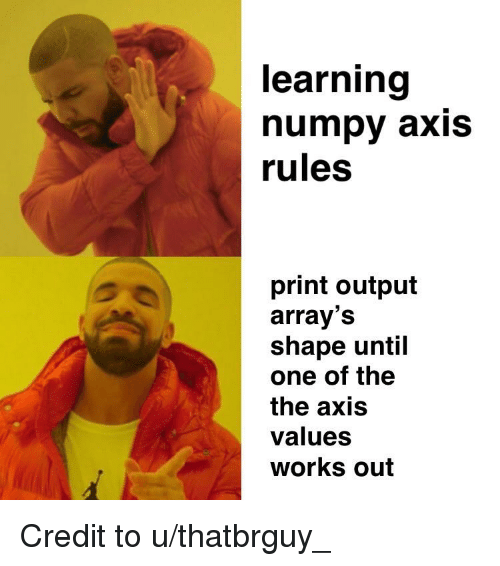 learning
numpy axis
rules
print output
array's
shape until
one of the
the axis
values
works out
Credit to u/thatbrguy_